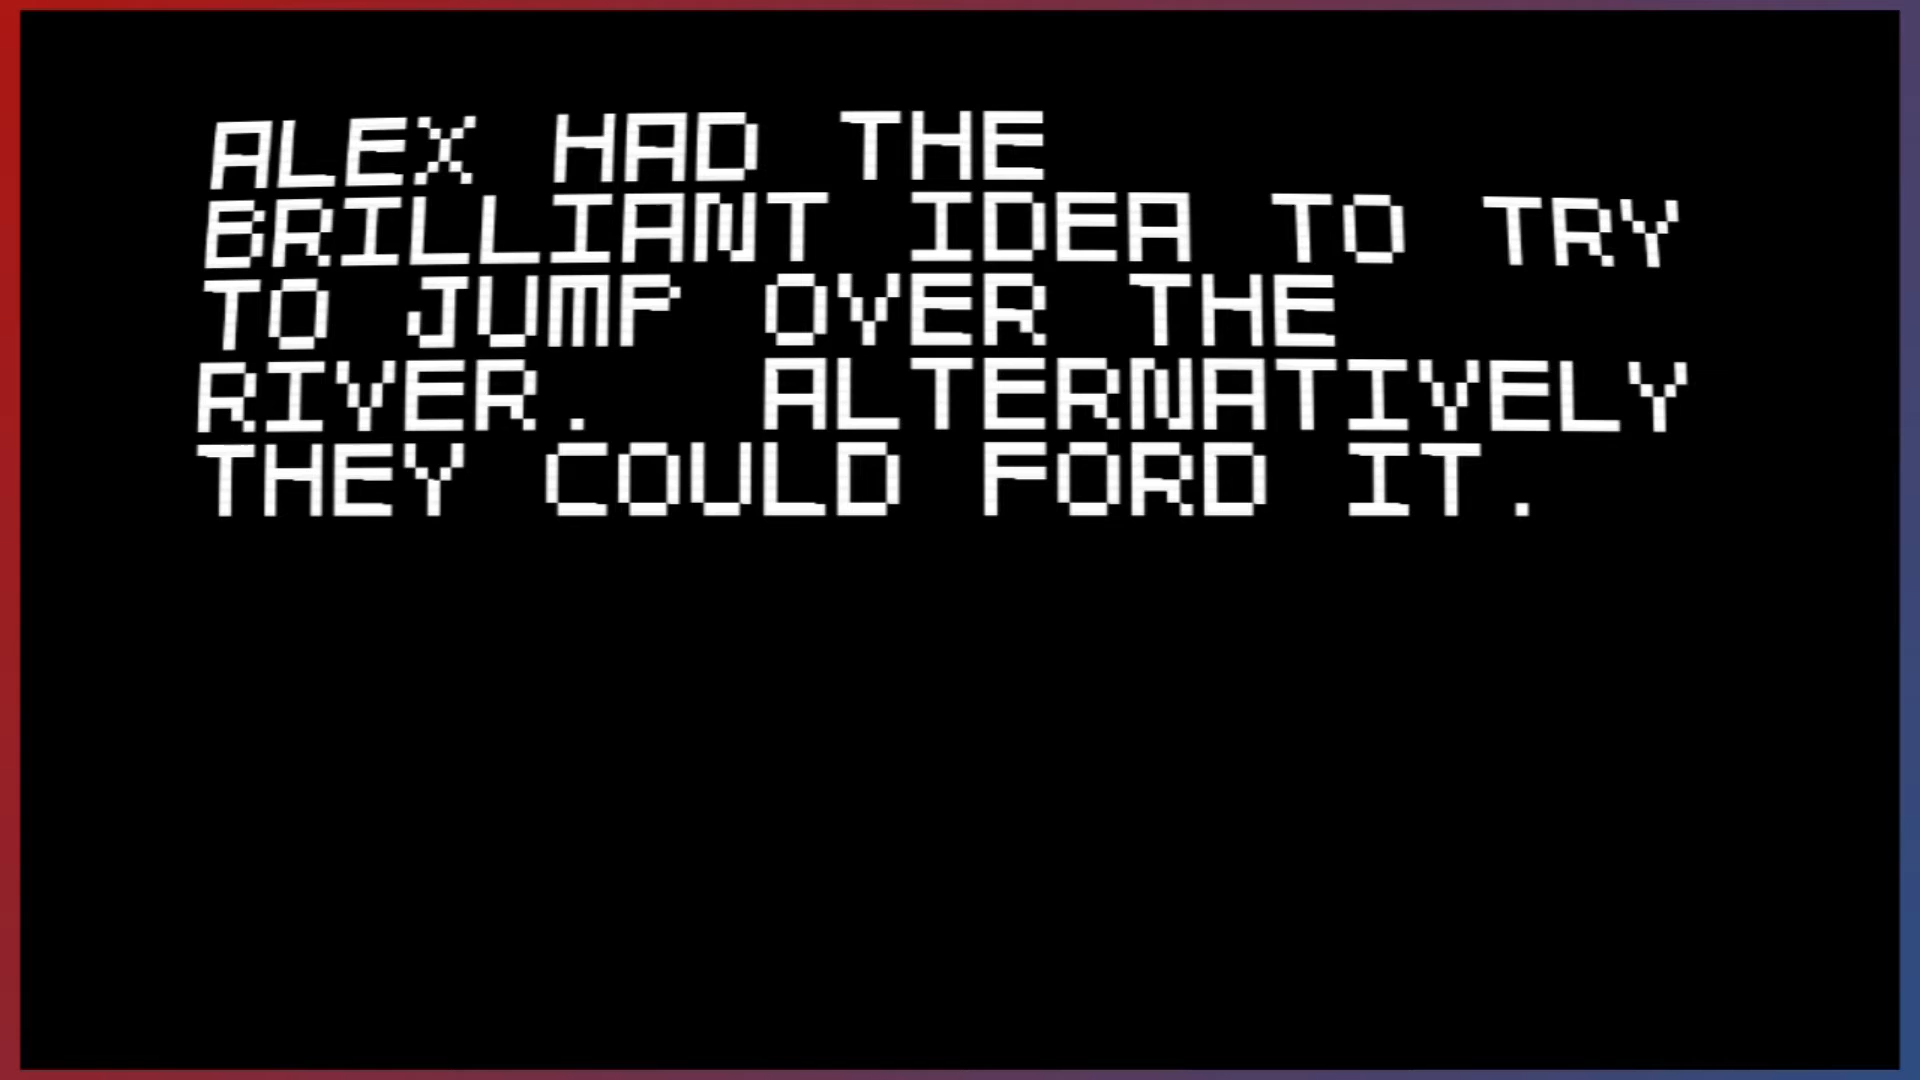 ALEX HAD THE
BRILLIANT IDEA TO TRY
TO JUMP OVER THE
RIVER.  ALTERNATIVELY
THEY COULD FORD IT.